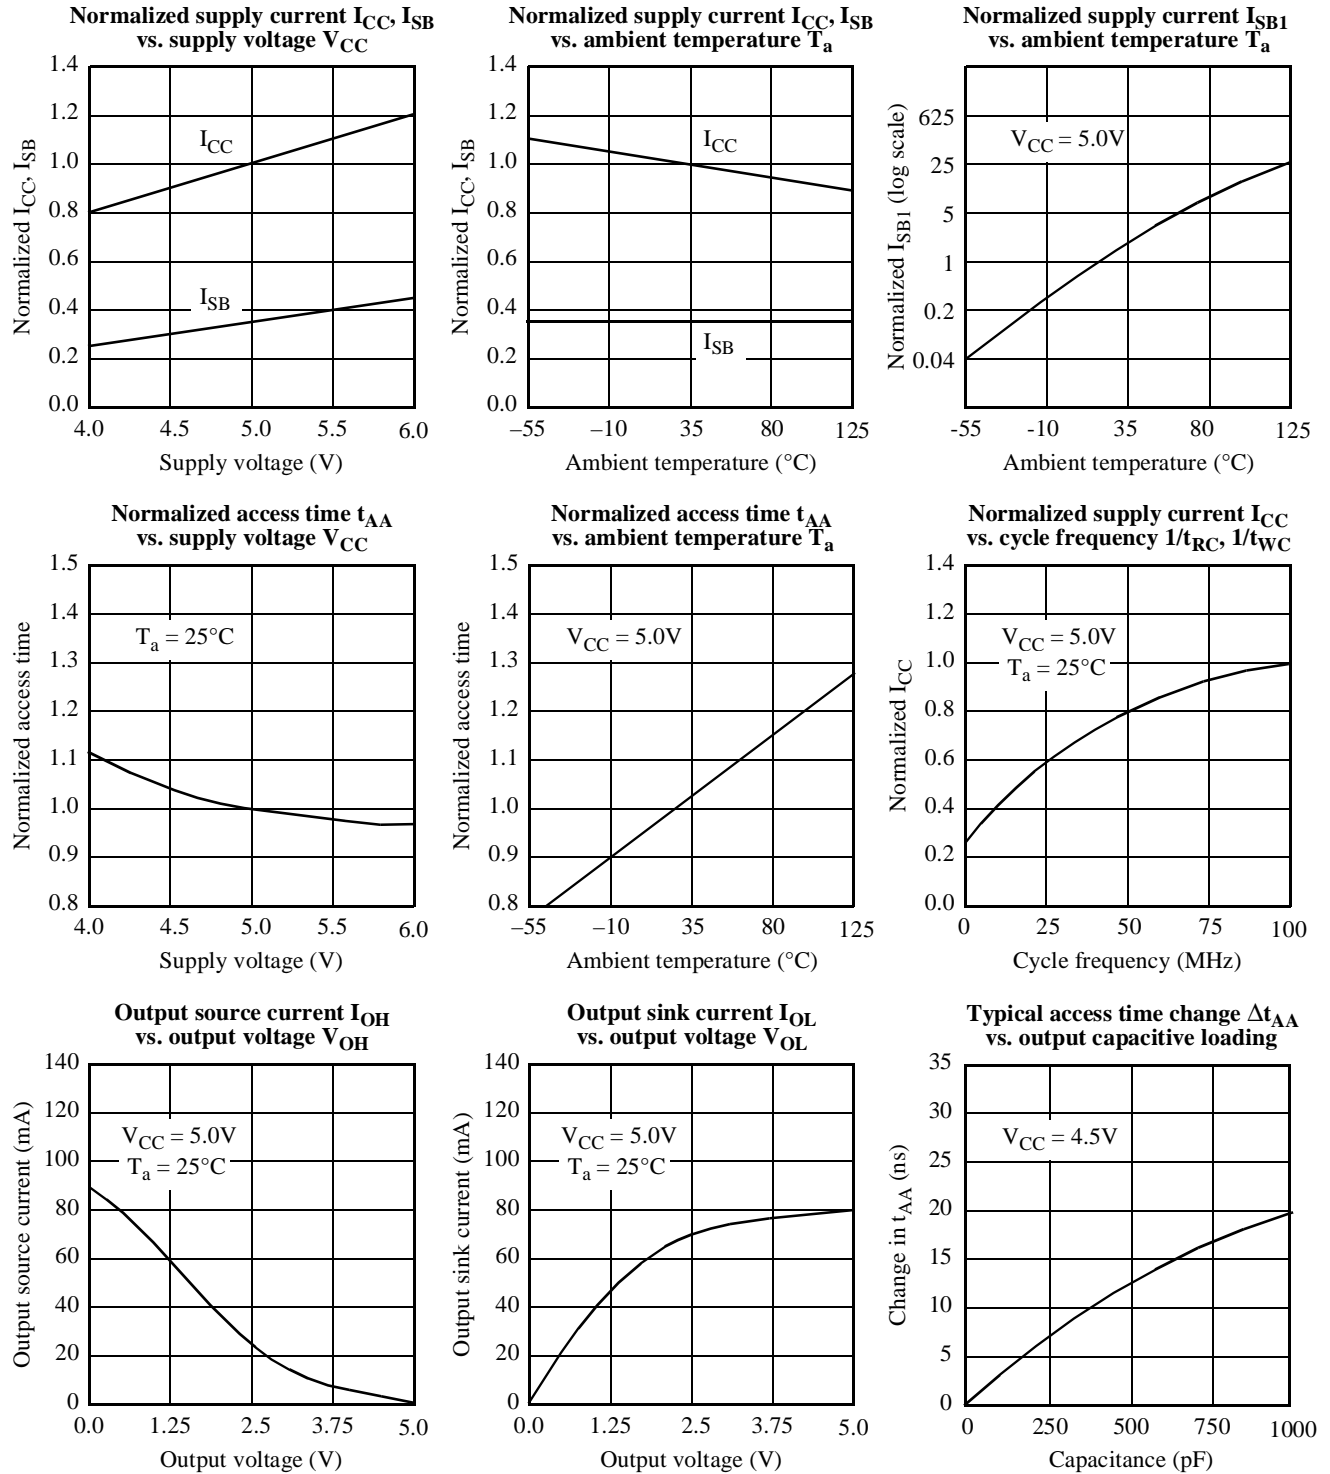 Normalized supply current ICC, ISB
vs. supply voltage VCC
Normalized ICC, ISB
1.4
1.2
1.0
0.8
0.6
0.4
0.2
0.0
ICC
ISB
4.0 4.5 5.0 5.5 6.0
Supply voltage (V)
Normalized supply current ICC, ISB
vs. ambient temperature Ta
Normalized ICC, ISB
1.4
1.2
1.0
0.8
0.6
0.4
0.2
0.0
ICC
ISB
–55 –10 35 80 125
Ambient temperature (°C)
Normalized supply current ISB1
vs. ambient temperature Ta
Normalized ISB1 (log scale)
625
25
5
1
0.2
0.04
VCC = 5.0V
-55 -10 35 80 125
Ambient temperature (°C)
Normalized access time tAA
vs. supply voltage VCC
Normalized access time
1.5
1.4
1.3
1.2
1.1
1.0
0.9
0.8
Ta = 25°C
4.0 4.5 5.0 5.5 6.0
Supply voltage (V)
Normalized access time tAA
vs. ambient temperature Ta
Normalized access time
1.5
1.4
1.3
1.2
1.1
1.0
0.9
0.8
VCC = 5.0V
–55 –10 35 80 125
Ambient temperature (°C)
Normalized supply current ICC
vs. cycle frequency 1/tRC, 1/tWC
Normalized ICC
1.4
1.2
1.0
0.8
0.6
0.4
0.2
0.0
VCC = 5.0V
Ta = 25°C
0 25 50 75 100
Cycle frequency (MHz)
Output source current IOH
vs. output voltage VOH
Output source current (mA)
140
120
100
80
60
40
20
0
VCC = 5.0V
Ta = 25°C
0.0 1.25 2.5 3.75 5.0
Output voltage (V)
Output sink current IOL
vs. output voltage VOL
Output sink current (mA)
140
120
100
80
60
40
20
0
VCC = 5.0V
Ta = 25°C
0.0 1.25 2.5 3.75 5.0
Output voltage (V)
Typical access time change ΔtAA
vs. output capacitive loading
Change in tAA (ns)
35
30
25
20
15
10
5
0
VCC = 4.5V
0 250 500 750 1000
Capacitance (pF)